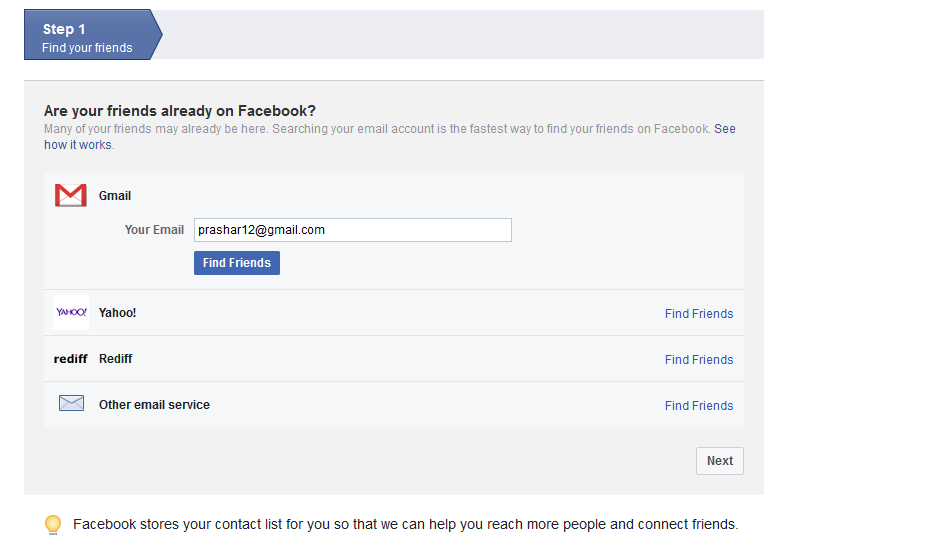 Step 1
Find your friends
Are your friends already on Facebook?
Many of your friends may already be here. Searching your email account is the fastest way to find your friends on Facebook. See
how it works.
Gmail
Your Email prashar12@gmail.com
Find Friends
YAHOO! Yahoo! Find Friends
rediff Rediff Find Friends
Other email service Find Friends
Next
Facebook stores your contact list for you so that we can help you reach more people and connect friends.